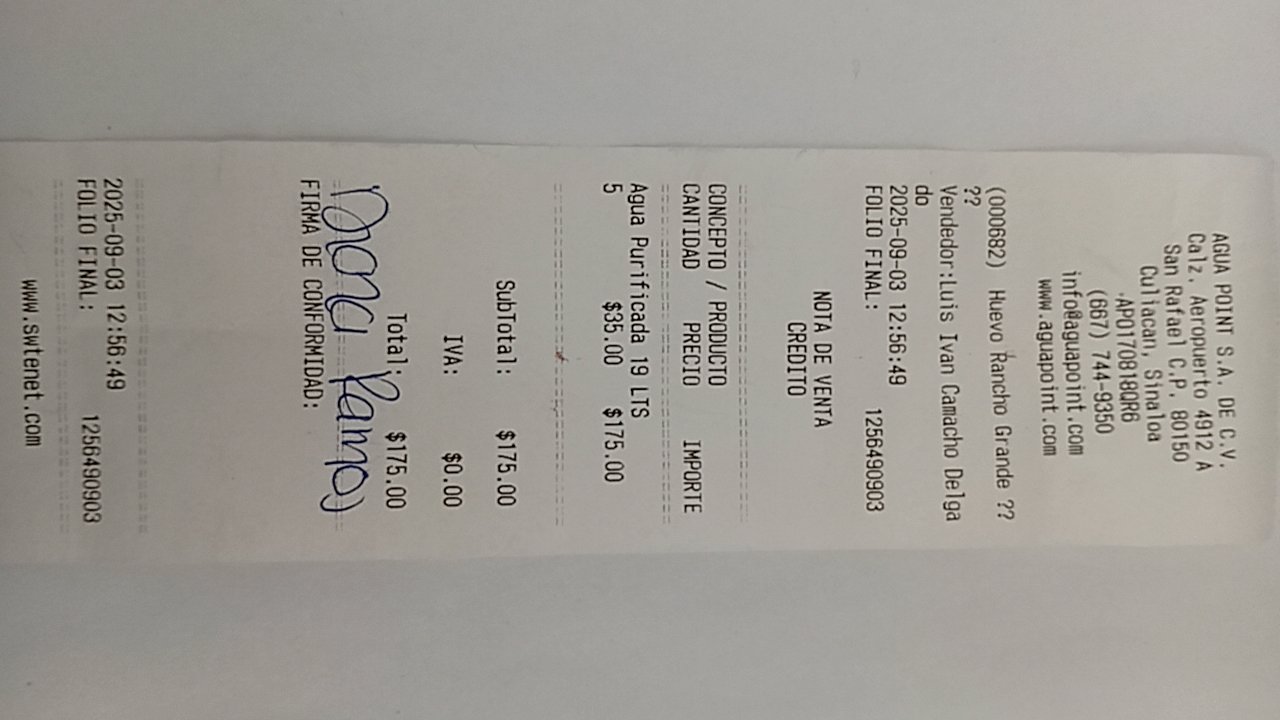 AGUA POINT S.A. DE C.V.
Calz. Aeropuerto 4912 A
San Rafael C.P. 80150
Culiacan, Sinaloa
.AP0170818QR6
(667) 744-9350
info@aguapoint.com
www.aguapoint.com
(000682) Huevo Rancho Grande ??
??
Vendedor:Luis Ivan Camacho Delga
do
2025-09-03 12:56:49
FOLIO FINAL: 1256490903
NOTA DE VENTA
CREDITO
CONCEPTO / PRODUCTO
CANTIDAD PRECIO IMPORTE
Agua Purificada 19 LTS
5 $35.00 $175.00
SubTotal: $175.00
IVA: $0.00
Total: $175.00
Diana Ramos
FIRMA DE CONFORMIDAD:
2025-09-03 12:56:49
FOLIO FINAL: 1256490903
www.swtenet.com